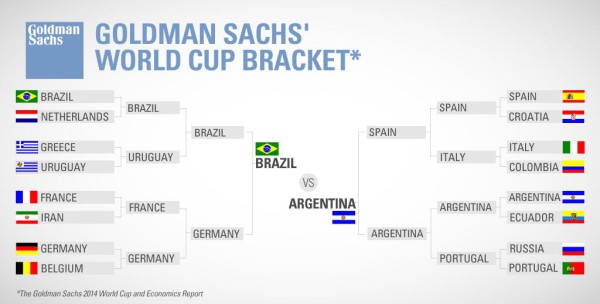 Goldman
Sachs
GOLDMAN SACHS'
WORLD CUP BRACKET*
BRAZIL
NETHERLANDS
GREECE
URUGUAY
FRANCE
IRAN
GERMANY
BELGIUM
BRAZIL
URUGUAY
FRANCE
GERMANY
BRAZIL
GERMANY
BRAZIL
VS
ARGENTINA
SPAIN
ARGENTINA
SPAIN
ITALY
ARGENTINA
PORTUGAL
SPAIN
CROATIA
ITALY
COLOMBIA
ARGENTINA
ECUADOR
RUSSIA
PORTUGAL
*The Goldman Sachs 2014 World Cup and Economics Report